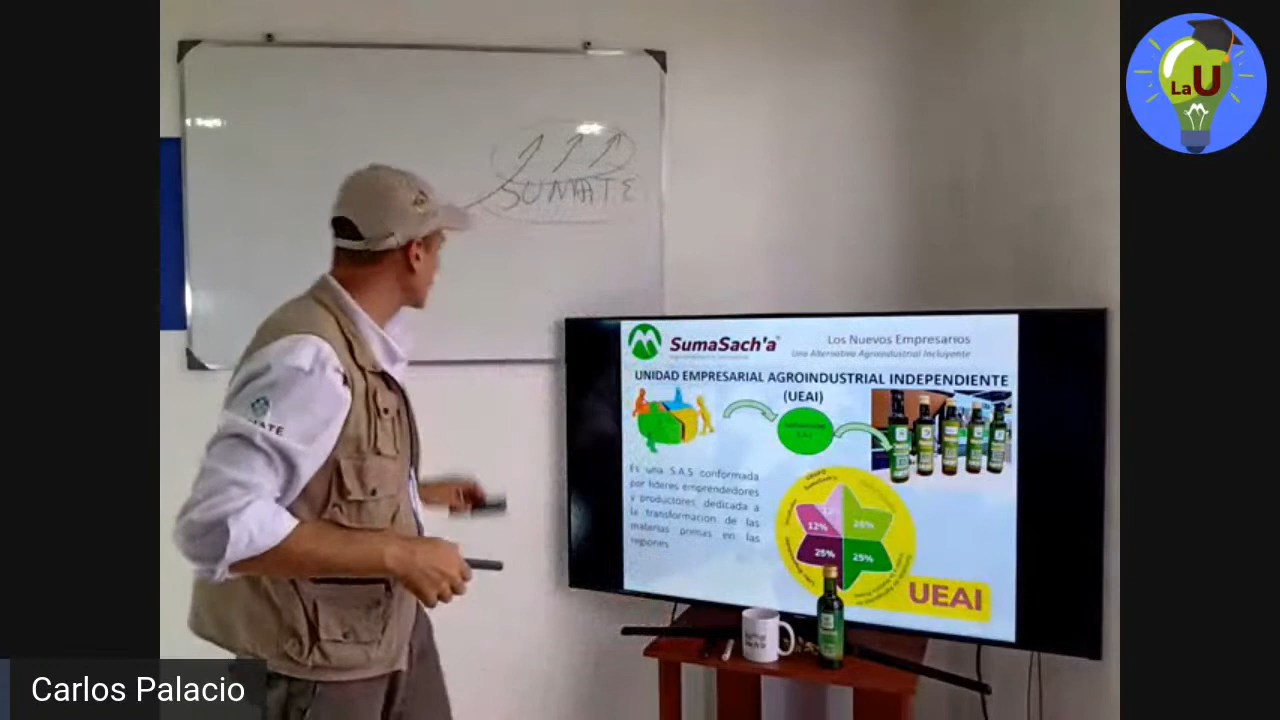 La U
SUMATE
SumaSach'a
Los Nuevos Empresarios
Una Alternativa Agroindustrial Incluyente
UNIDAD EMPRESARIAL AGROINDUSTRIAL INDEPENDIENTE
(UEAI)
Es una S.A.S conformada
por líderes emprendedores
y productores, dedicada a
la transformación de las
materias primas en las
regiones
12%
25%
25%
UEAI
Carlos Palacio